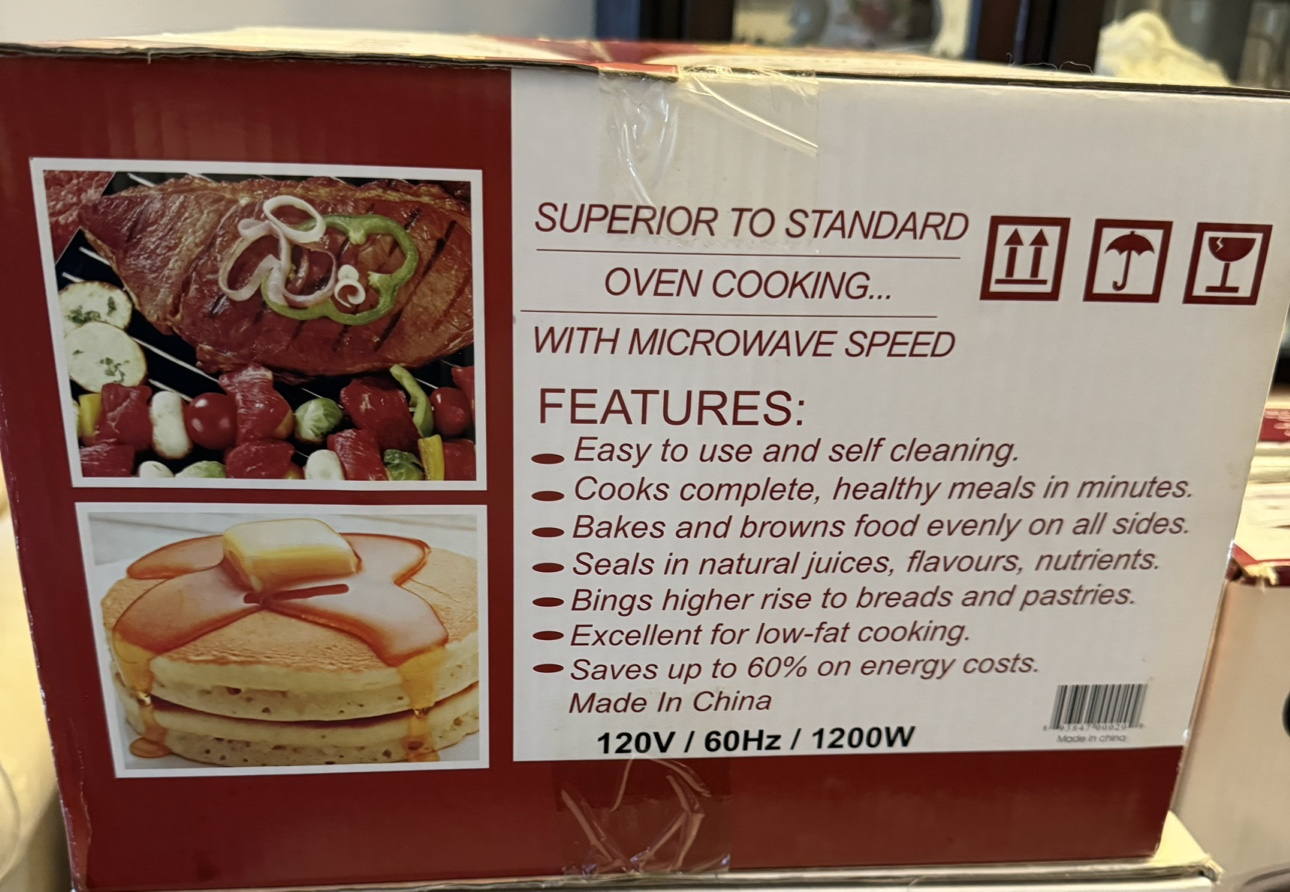 SUPERIOR TO STANDARD
OVEN COOKING...
WITH MICROWAVE SPEED
FEATURES:
Easy to use and self cleaning.
Cooks complete, healthy meals in minutes.
Bakes and browns food evenly on all sides.
Seals in natural juices, flavours, nutrients.
Bings higher rise to breads and pastries.
Excellent for low-fat cooking.
Saves up to 60% on energy costs.
Made In China
120V / 60Hz / 1200W
Made in china